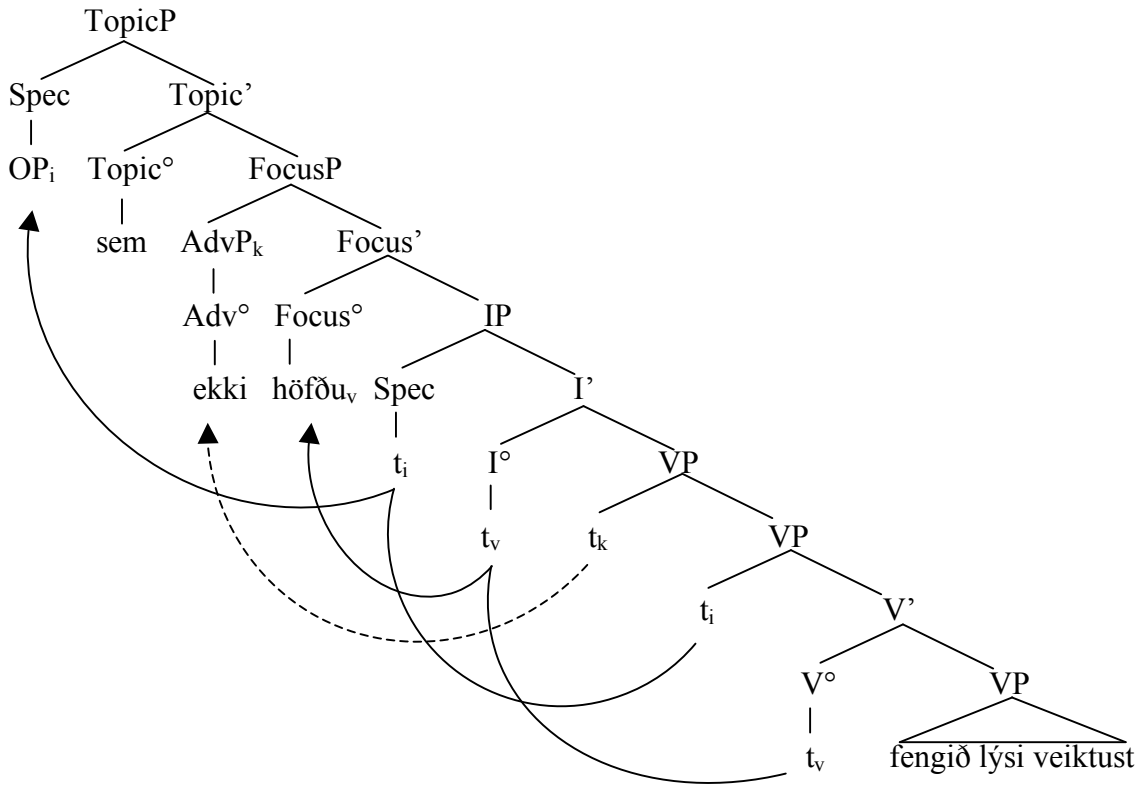 TopicP
Spec Topic’
OPi Topic° FocusP
sem AdvPk Focus’
Adv° Focus° IP
ekki höfðuv Spec I’
ti I° VP
tv tk VP
ti V’
V° VP
tv fengið lýsi veiktust